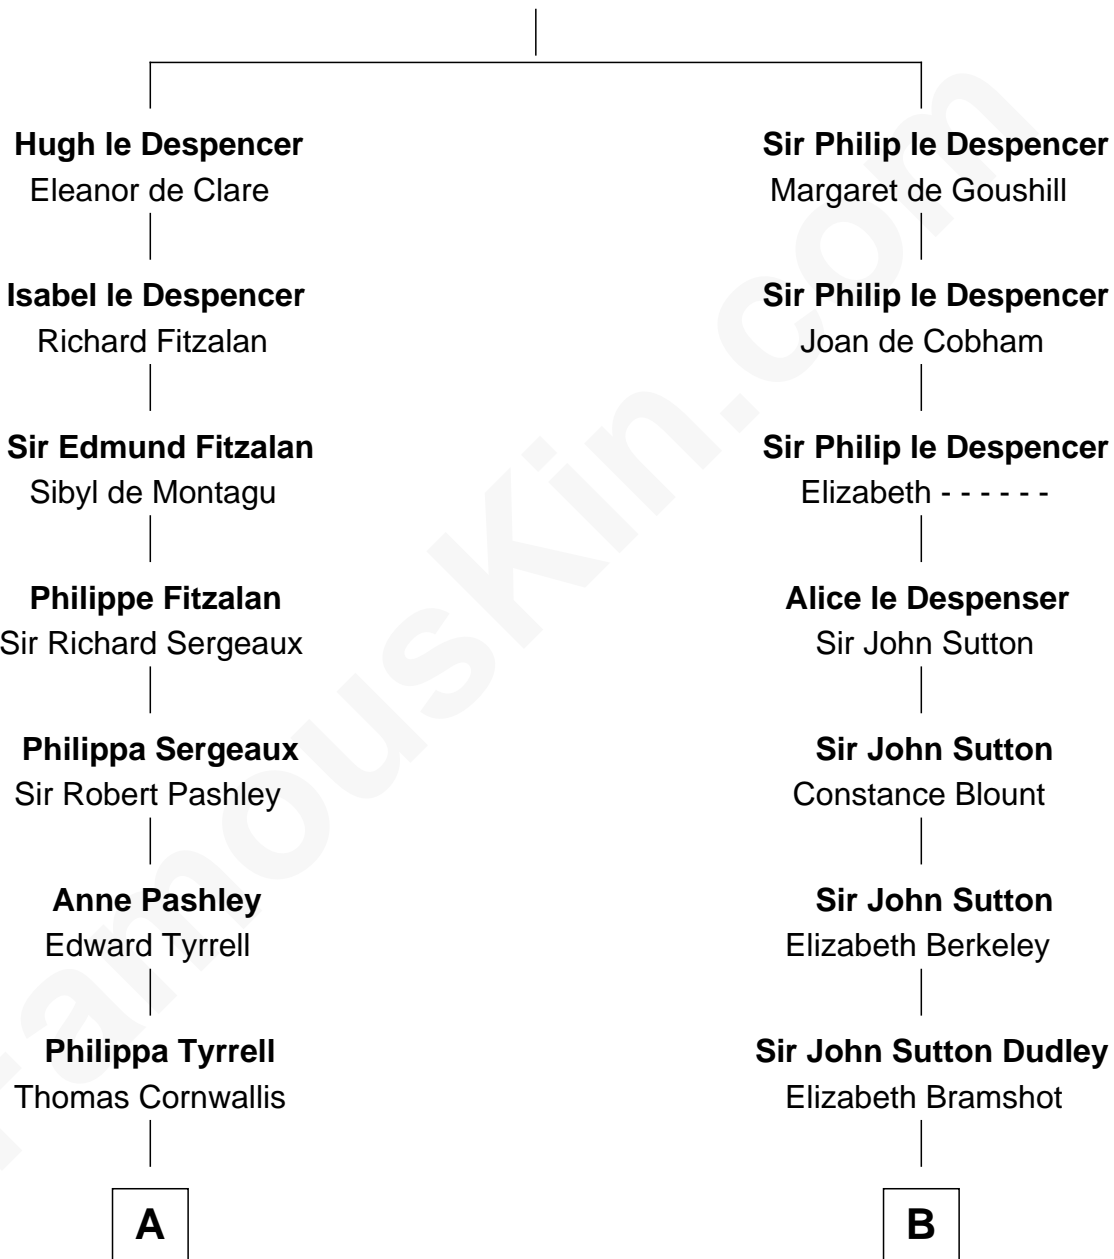 Hugh le Despencer
Eleanor de Clare
Isabel le Despencer
Richard Fitzalan
Sir Edmund Fitzalan
Sibyl de Montagu
Philippe Fitzalan
Sir Richard Sergeaux
Philippa Sergeaux
Sir Robert Pashley
Anne Pashley
Edward Tyrrell
Philippa Tyrrell
Thomas Cornwallis
A
Sir Philip le Despencer
Margaret de Goushill
Sir Philip le Despencer
Joan de Cobham
Sir Philip le Despencer
Elizabeth - - - - - -
Alice le Despenser
Sir John Sutton
Sir John Sutton
Constance Blount
Sir John Sutton
Elizabeth Berkeley
Sir John Sutton Dudley
Elizabeth Bramshot
B
FamousKin.com